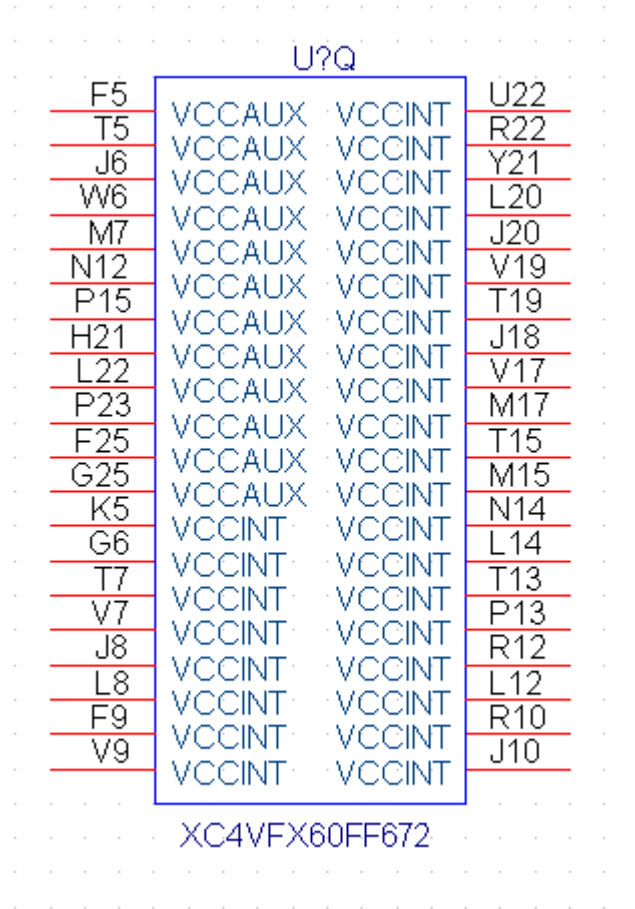 U?Q
F5 VCCAUX VCCINT U22
T5 VCCAUX VCCINT R22
J6 VCCAUX VCCINT Y21
W6 VCCAUX VCCINT L20
M7 VCCAUX VCCINT J20
N12 VCCAUX VCCINT V19
P15 VCCAUX VCCINT T19
H21 VCCAUX VCCINT J18
L22 VCCAUX VCCINT V17
P23 VCCAUX VCCINT M17
F25 VCCAUX VCCINT T15
G25 VCCAUX VCCINT M15
K5 VCCINT VCCINT N14
G6 VCCINT VCCINT L14
T7 VCCINT VCCINT T13
V7 VCCINT VCCINT P13
J8 VCCINT VCCINT R12
L8 VCCINT VCCINT L12
F9 VCCINT VCCINT R10
V9 VCCINT VCCINT J10
XC4VFX60FF672